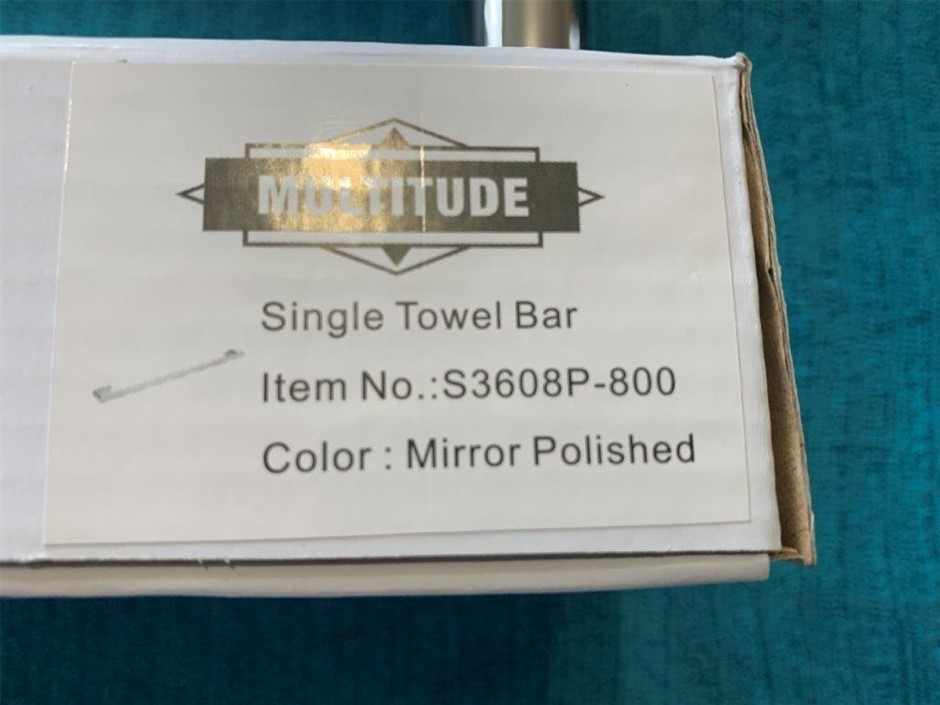 MULTITUDE
Single Towel Bar
Item No.:S3608P-800
Color : Mirror Polished